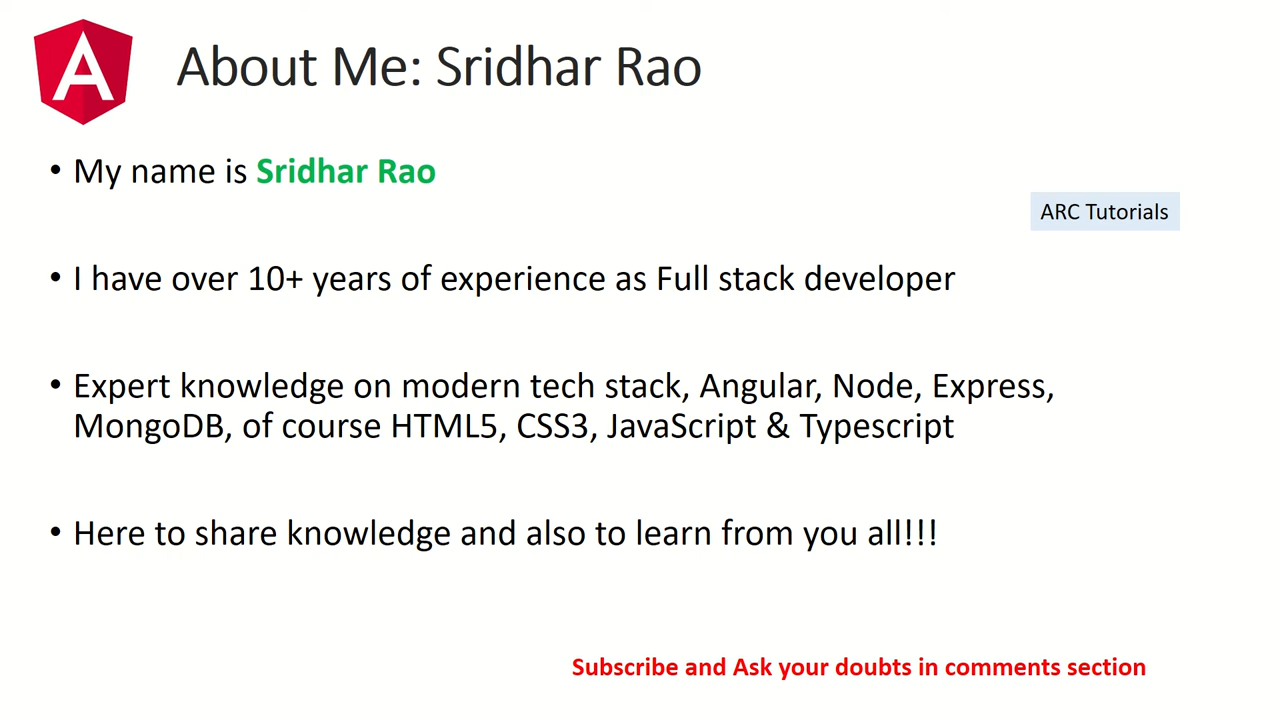 A
About Me: Sridhar Rao
• My name is Sridhar Rao
ARC Tutorials
• I have over 10+ years of experience as Full stack developer
• Expert knowledge on modern tech stack, Angular, Node, Express,
MongoDB, of course HTML5, CSS3, JavaScript & Typescript
• Here to share knowledge and also to learn from you all!!!
Subscribe and Ask your doubts in comments section